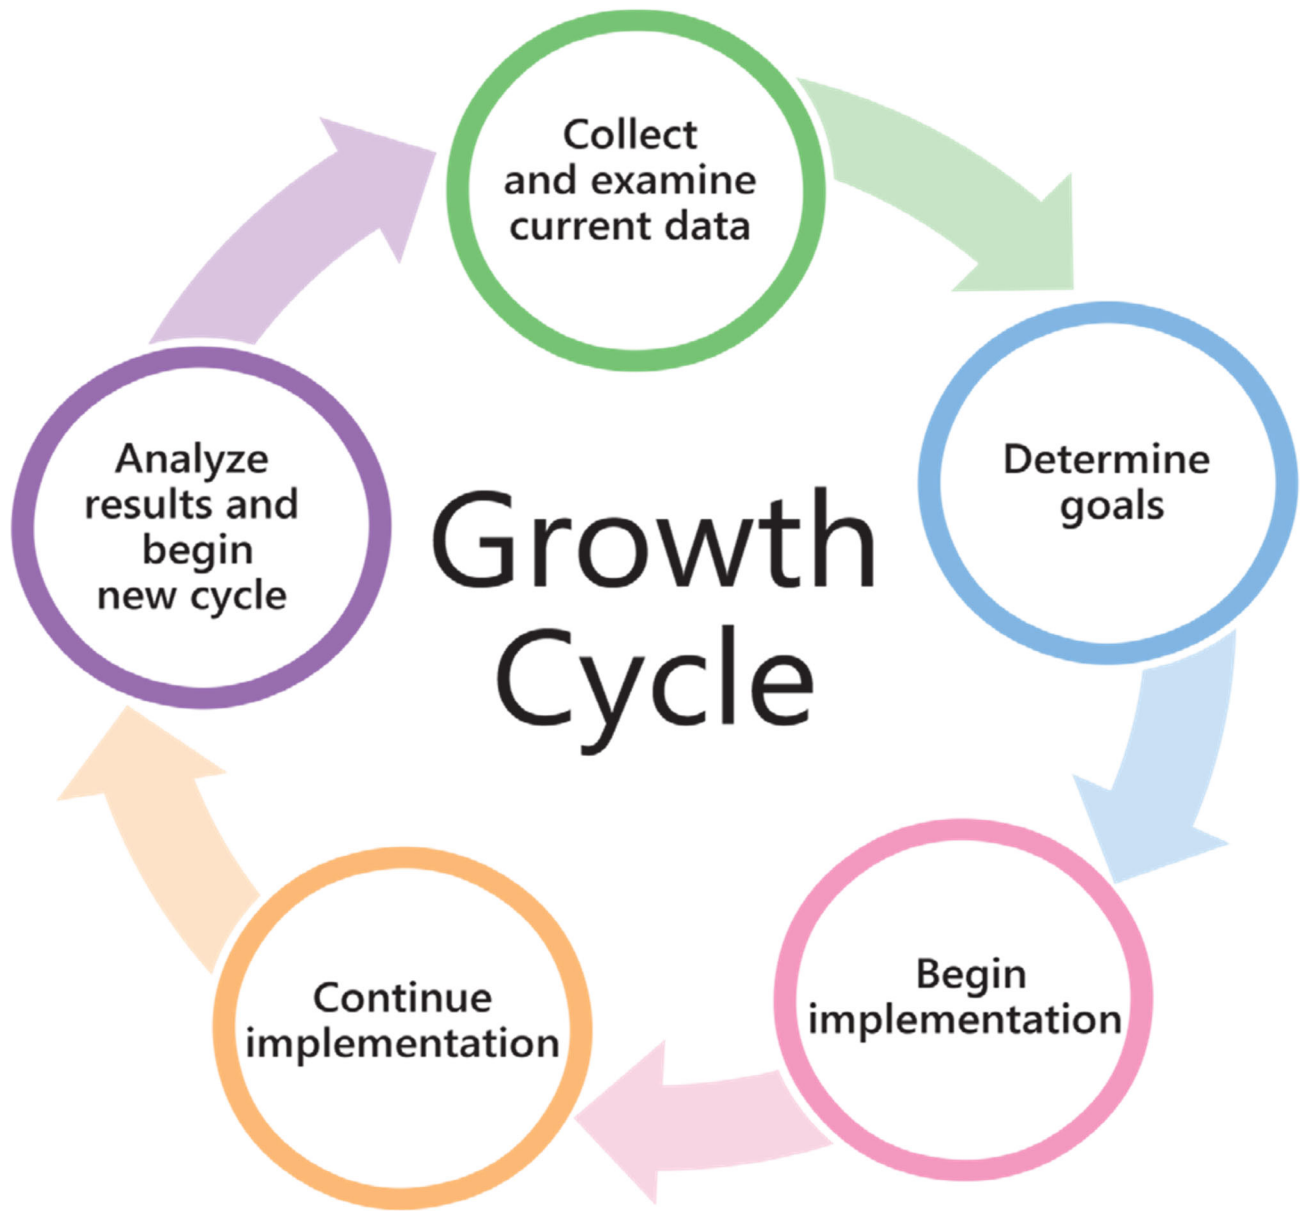 Collect
and examine
current data
Determine
goals
Begin
implementation
Continue
implementation
Analyze
results and
begin
new cycle
Growth
Cycle